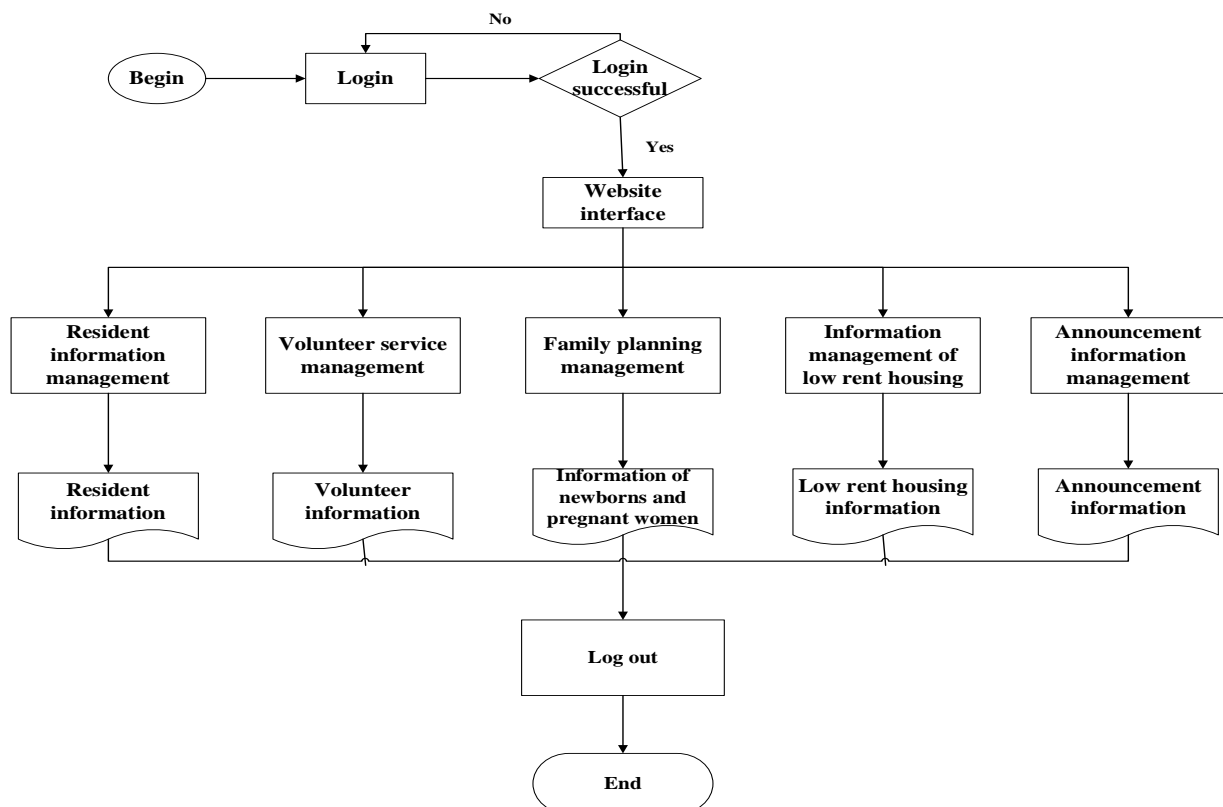 No
Begin
Login
Login
successful
Yes
Website
interface
Resident
information
management
Volunteer service
management
Family planning
management
Information
management of
low rent housing
Announcement
information
management
Resident
information
Volunteer
information
Information of
newborns and
pregnant women
Low rent housing
information
Announcement
information
Log out
End